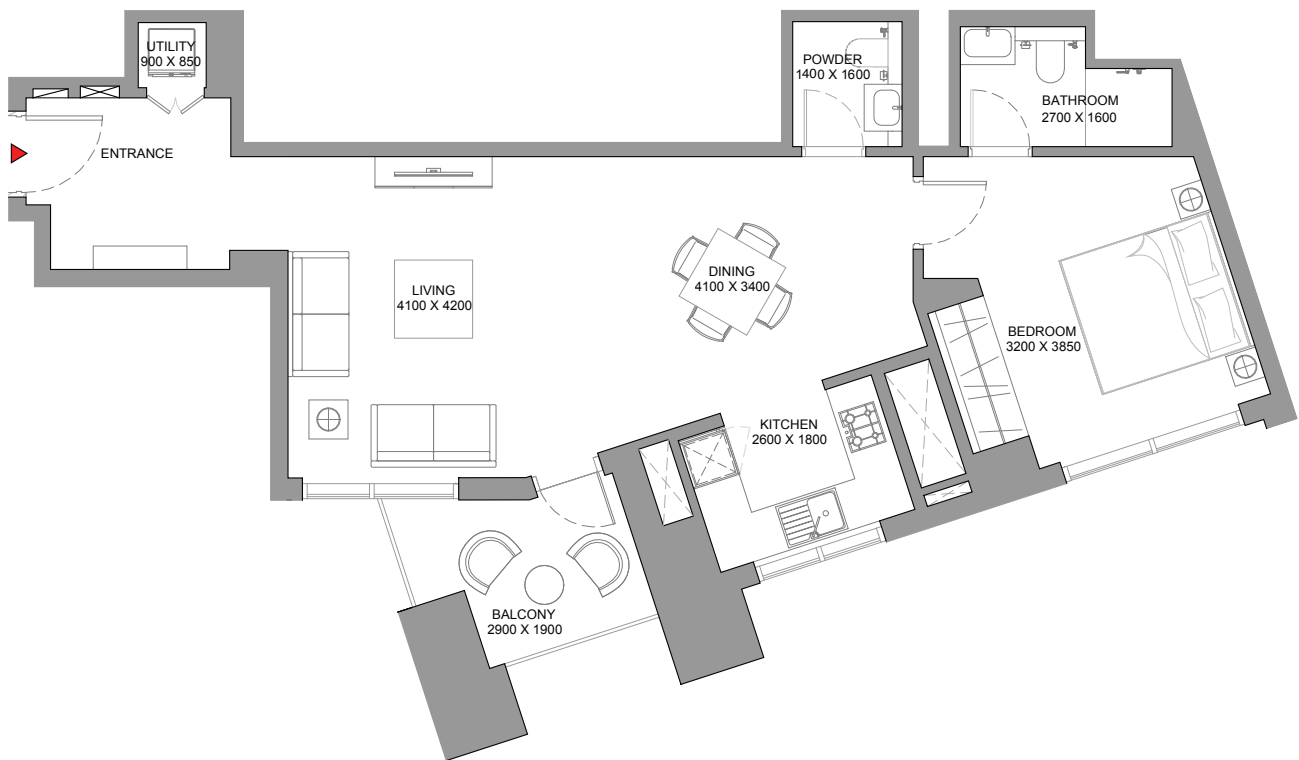 UTILITY
900 X 850
POWDER
1400 X 1600
BATHROOM
2700 X 1600
ENTRANCE
LIVING
4100 X 4200
DINING
4100 X 3400
BEDROOM
3200 X 3850
KITCHEN
2600 X 1800
BALCONY
2900 X 1900